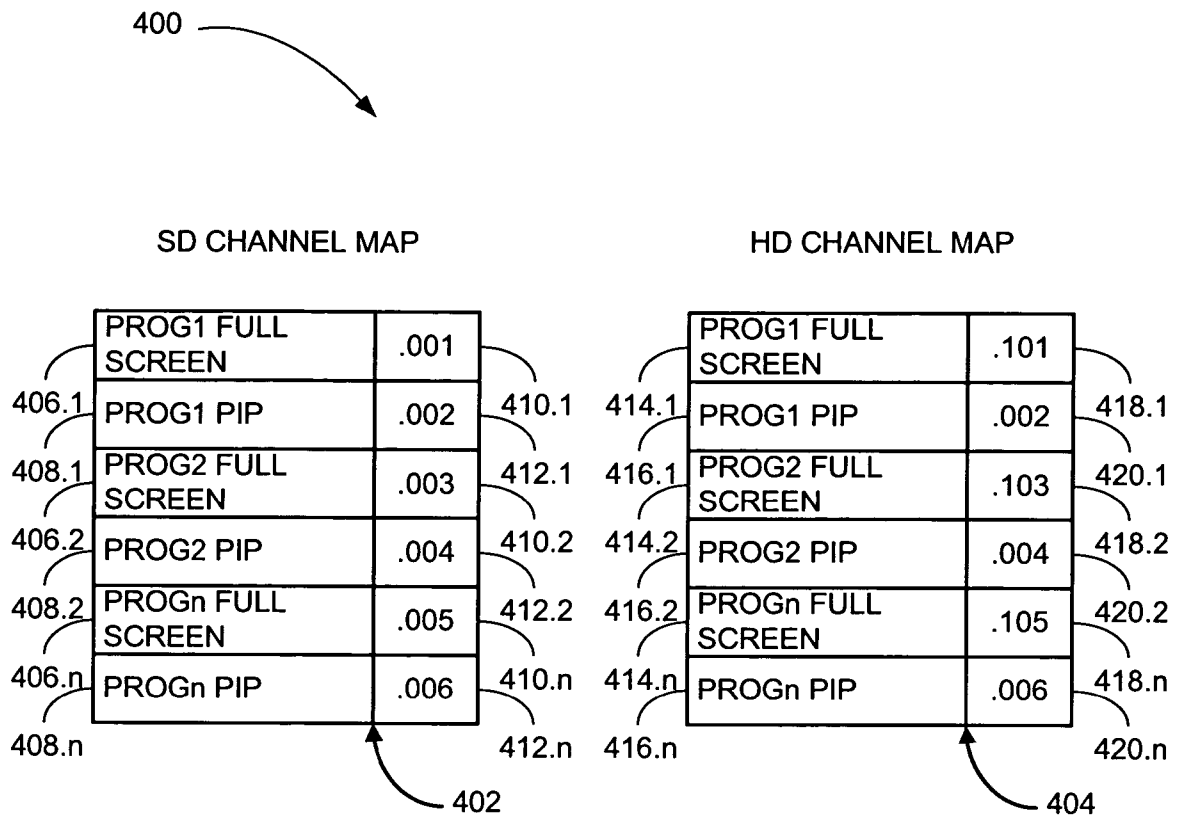 400
SD CHANNEL MAP
HD CHANNEL MAP
PROG1 FULL
SCREEN
.001
406.1
410.1
PROG1 PIP
.002
408.1
412.1
PROG2 FULL
SCREEN
.003
406.2
410.2
PROG2 PIP
.004
408.2
412.2
PROGn FULL
SCREEN
.005
406.n
410.n
PROGn PIP
.006
408.n
412.n
402
PROG1 FULL
SCREEN
.101
414.1
418.1
PROG1 PIP
.002
416.1
420.1
PROG2 FULL
SCREEN
.103
414.2
418.2
PROG2 PIP
.004
416.2
420.2
PROGn FULL
SCREEN
.105
414.n
418.n
PROGn PIP
.006
416.n
420.n
404